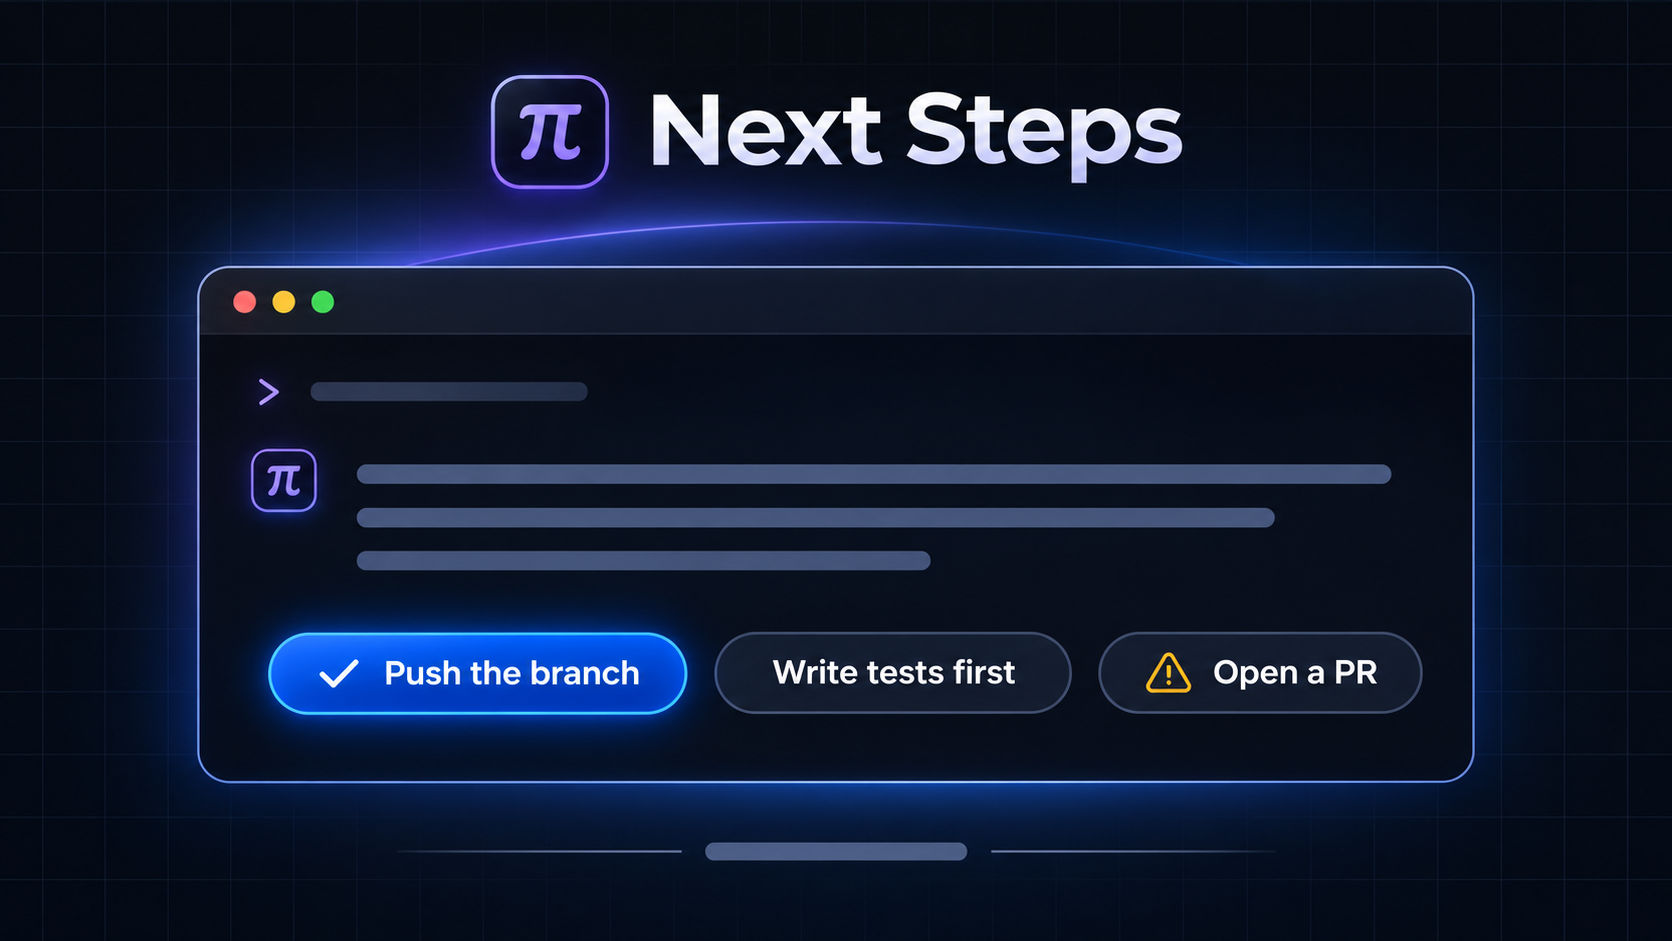 π Next Steps
>
π
Push the branch
Write tests first
Open a PR